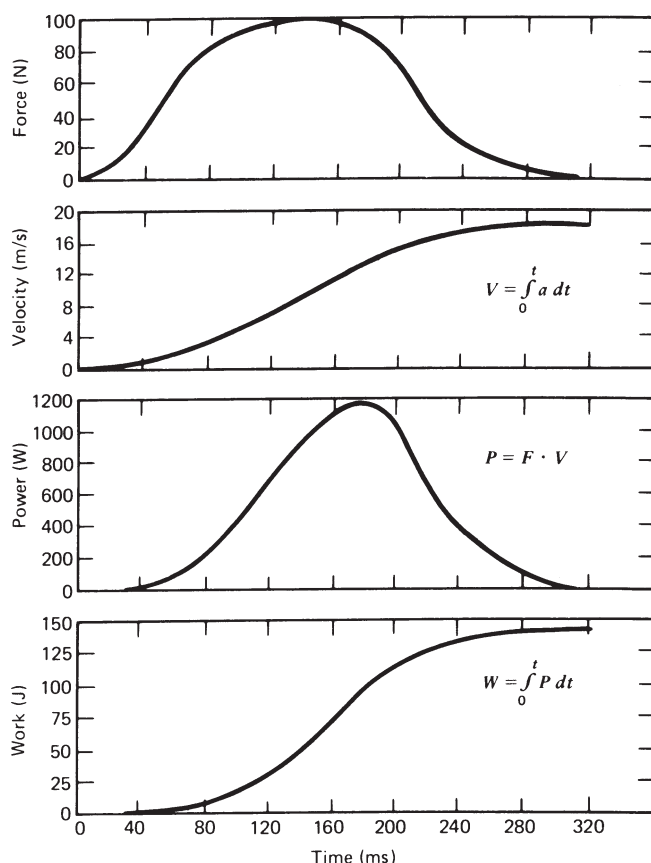 Force (N)
100
80
60
40
20
0
Velocity (m/s)
20
16
12
8
4
0
V = ∫₀ᵗ a dt
Power (W)
1200
1000
800
600
400
200
0
P = F · V
Work (J)
150
125
100
75
50
25
0
W = ∫₀ᵗ P dt
0 40 80 120 160 200 240 280 320
Time (ms)